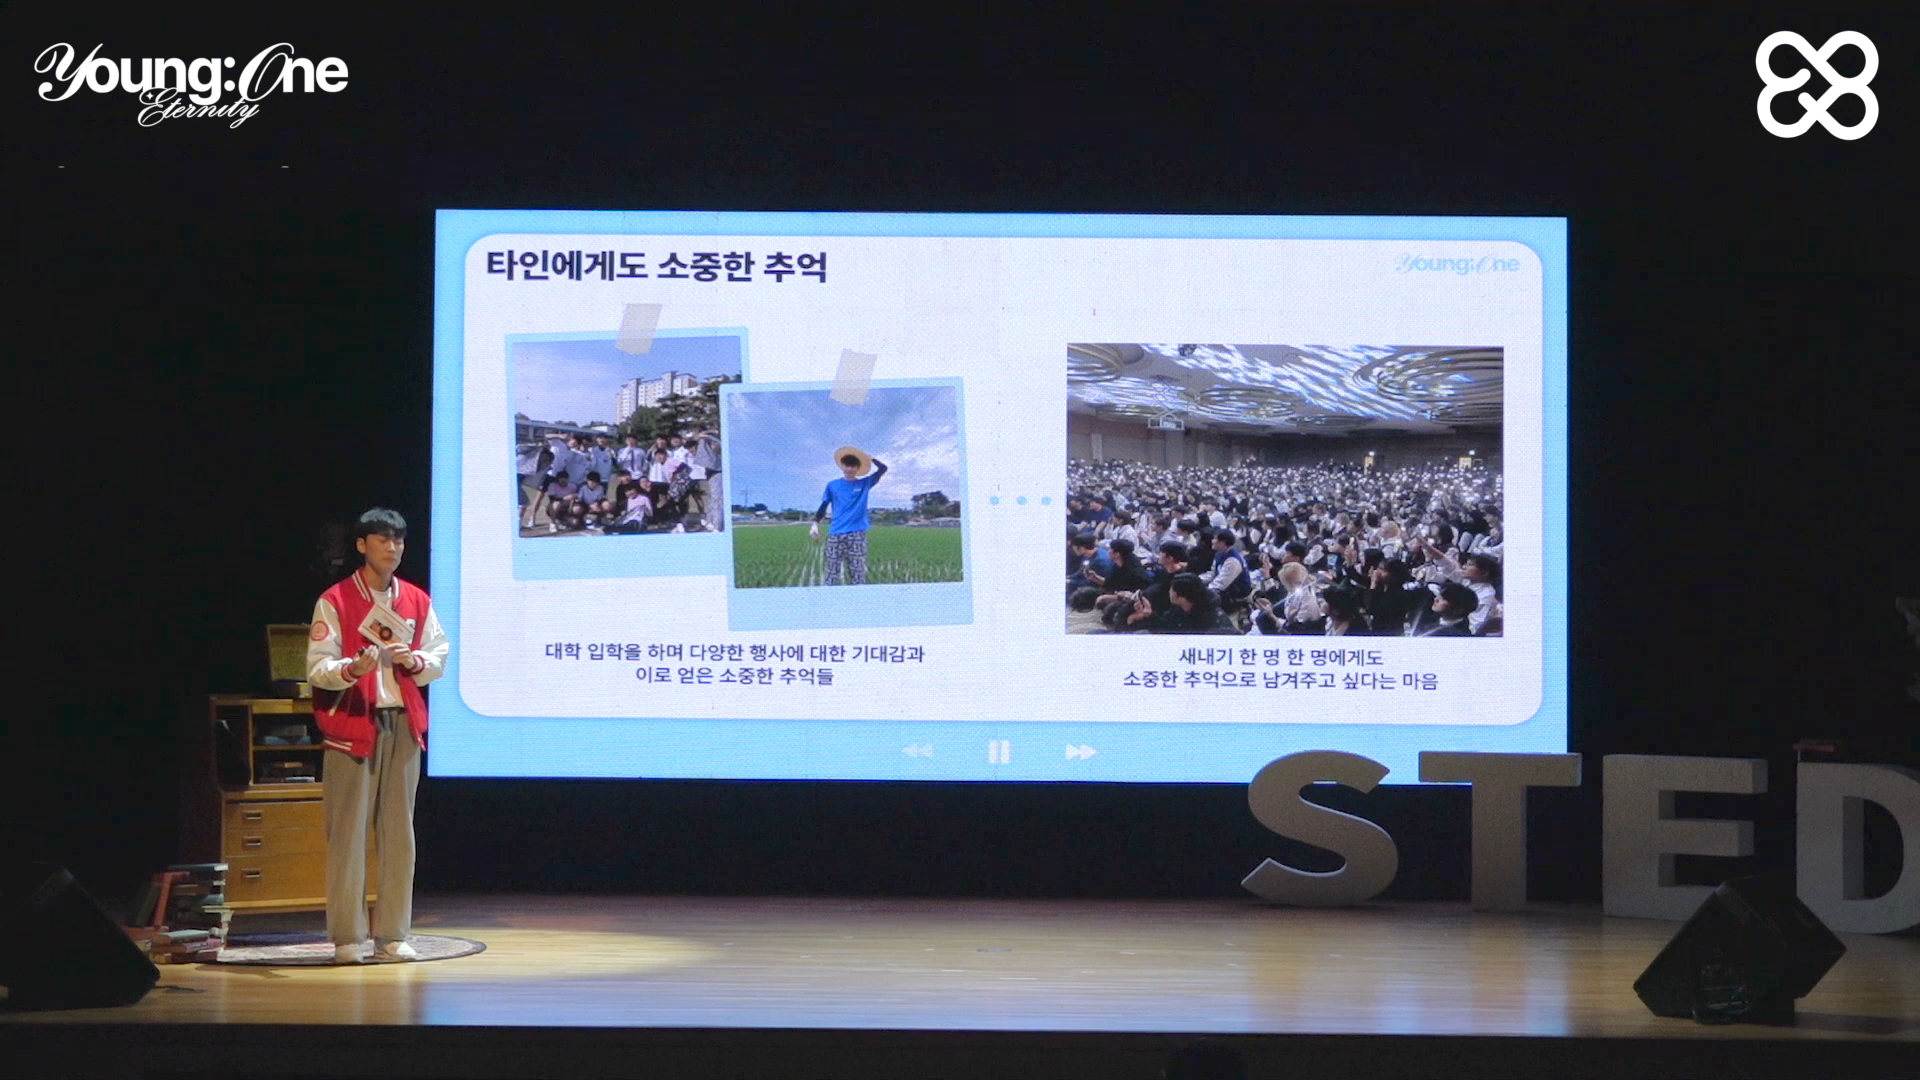 Young:One
Eternity
타인에게도 소중한 추억
Young:One
대학 입학을 하며 다양한 행사에 대한 기대감과
이로 얻은 소중한 추억들
새내기 한 명 한 명에게도
소중한 추억으로 남겨주고 싶다는 마음
STED